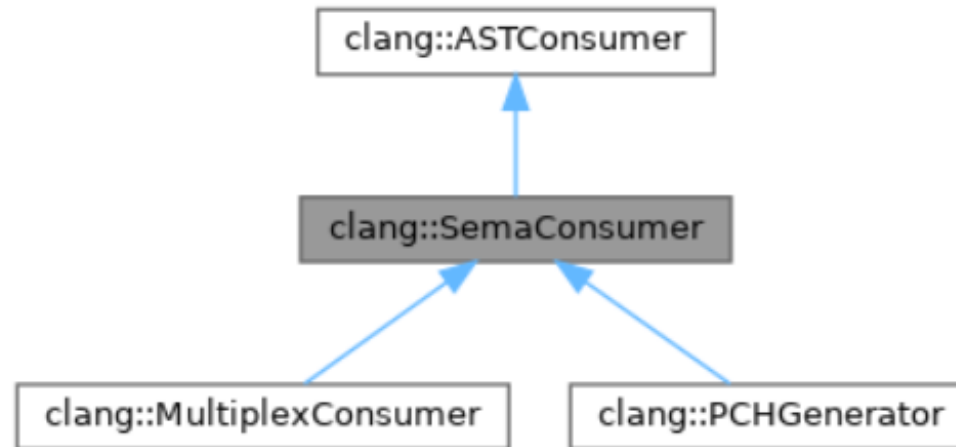 clang::ASTConsumer
clang::SemaConsumer
clang::MultiplexConsumer
clang::PCHGenerator